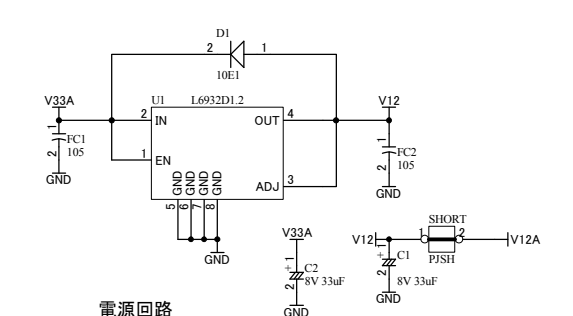 D1
2 1
10E1
U1 L6932D1.2
V33A
2 IN
OUT 4
V12
1
FC1
105
2
GND
1 EN
1
FC2
105
2
GND
GND GND GND GND
ADJ 3
5 6 7 8
GND
V33A
1
+
C2
8V 33uF
2
GND
SHORT
V12
1 2
V12A
PJSH
1
+
C1
8V 33uF
2
GND
電源回路